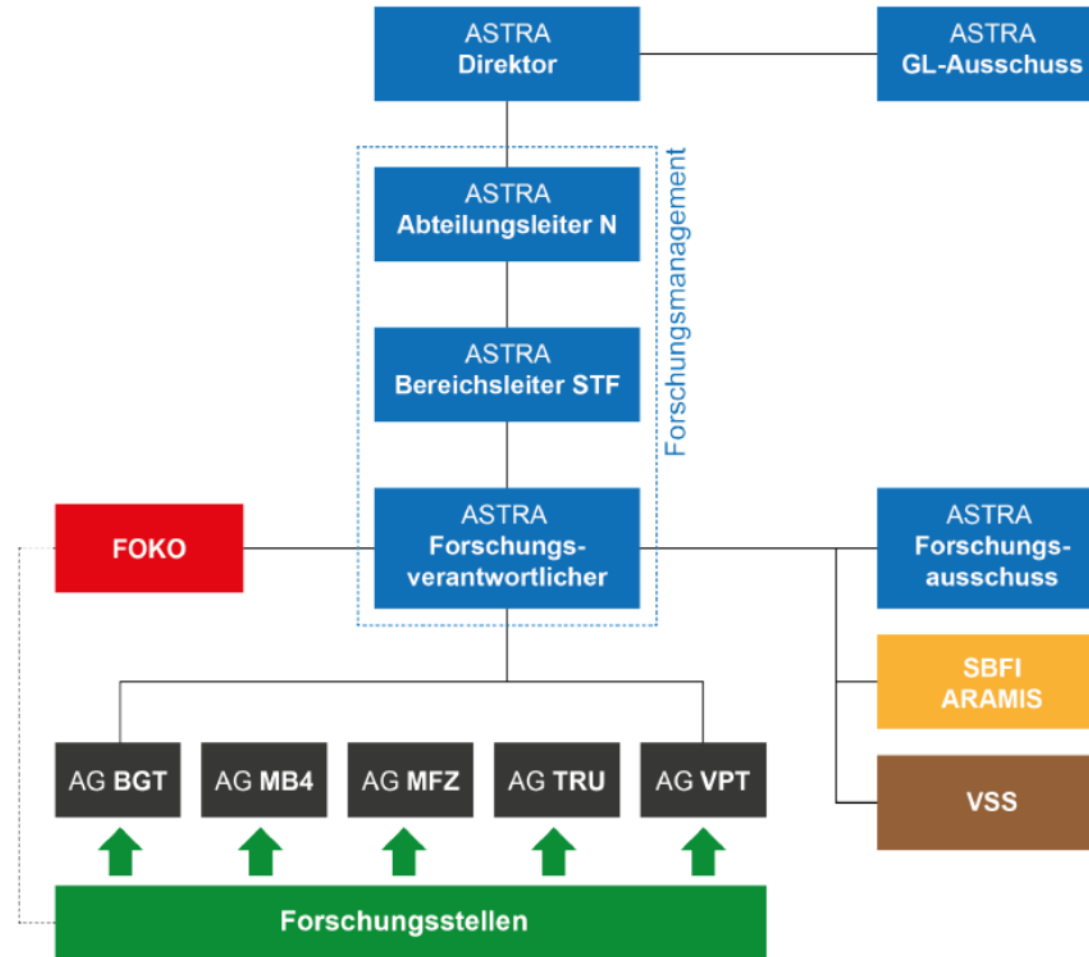 ASTRA
Direktor
ASTRA
GL-Ausschuss
Forschungsmanagement
ASTRA
Abteilungsleiter N
ASTRA
Bereichsleiter STF
FOKO
ASTRA
Forschungs-
verantwortlicher
ASTRA
Forschungs-
ausschuss
SBFI
ARAMIS
VSS
AG BGT
AG MB4
AG MFZ
AG TRU
AG VPT
Forschungsstellen